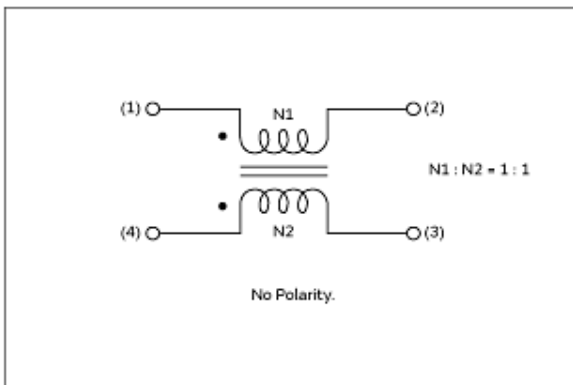 (1)
N1
(2)
N1 : N2 = 1 : 1
(4)
N2
(3)
No Polarity.